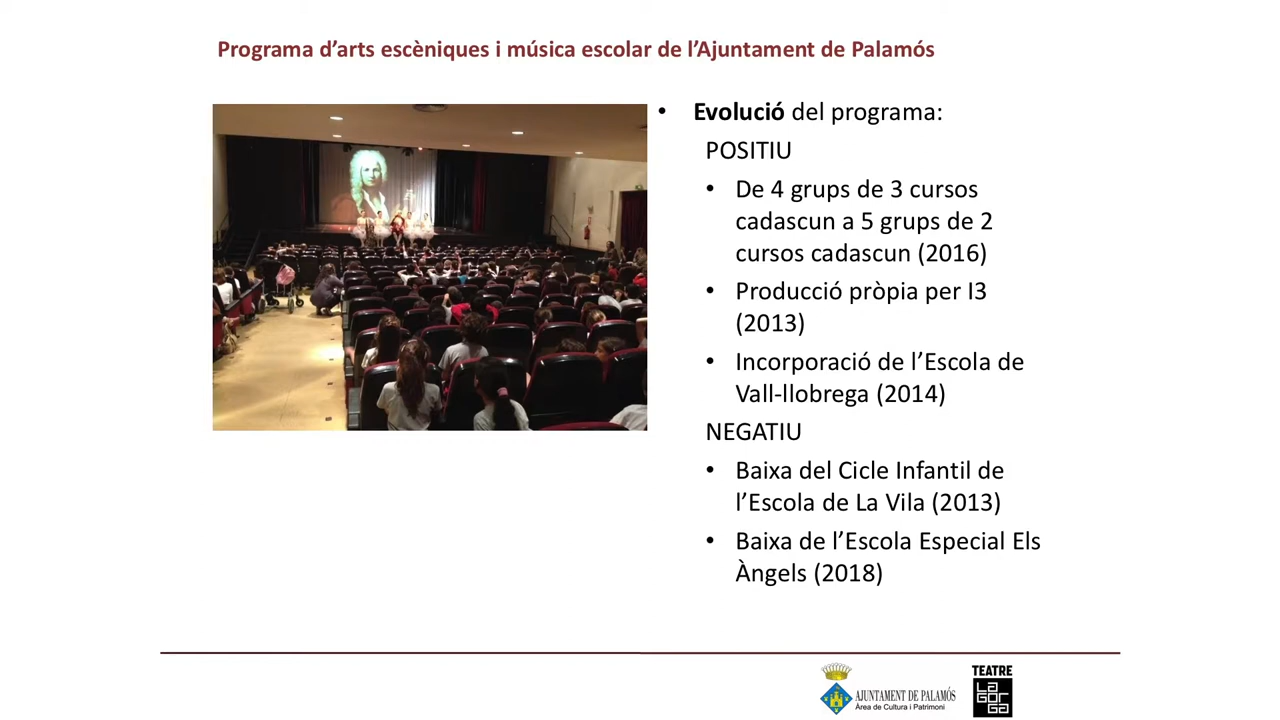 Programa d’arts escèniques i música escolar de l’Ajuntament de Palamós
• Evolució del programa:
POSITIU
• De 4 grups de 3 cursos
cadascun a 5 grups de 2
cursos cadascun (2016)
• Producció pròpia per I3
(2013)
• Incorporació de l’Escola de
Vall-llobrega (2014)
NEGATIU
• Baixa del Cicle Infantil de
l’Escola de La Vila (2013)
• Baixa de l’Escola Especial Els
Àngels (2018)
AJUNTAMENT DE PALAMÓS
Àrea de Cultura i Patrimoni
TEATRE
LA
GOR
GA